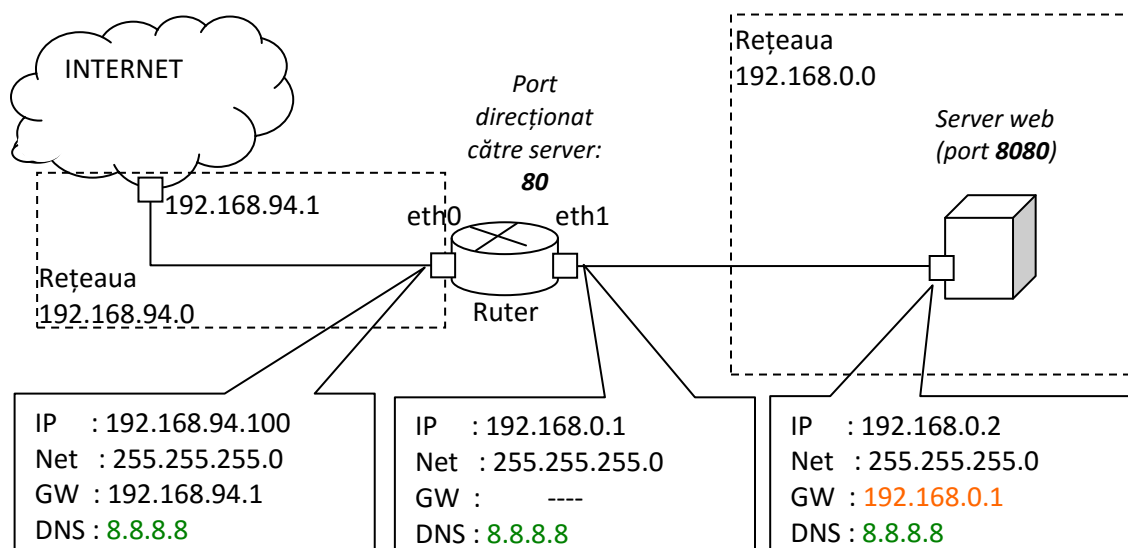 INTERNET
Port
direcționat
către server:
80
Rețeaua
192.168.0.0
Server web
(port 8080)
192.168.94.1
eth0
eth1
Rețeaua
192.168.94.0
Ruter
IP : 192.168.94.100
Net : 255.255.255.0
GW : 192.168.94.1
DNS : 8.8.8.8
IP : 192.168.0.1
Net : 255.255.255.0
GW : ----
DNS : 8.8.8.8
IP : 192.168.0.2
Net : 255.255.255.0
GW : 192.168.0.1
DNS : 8.8.8.8